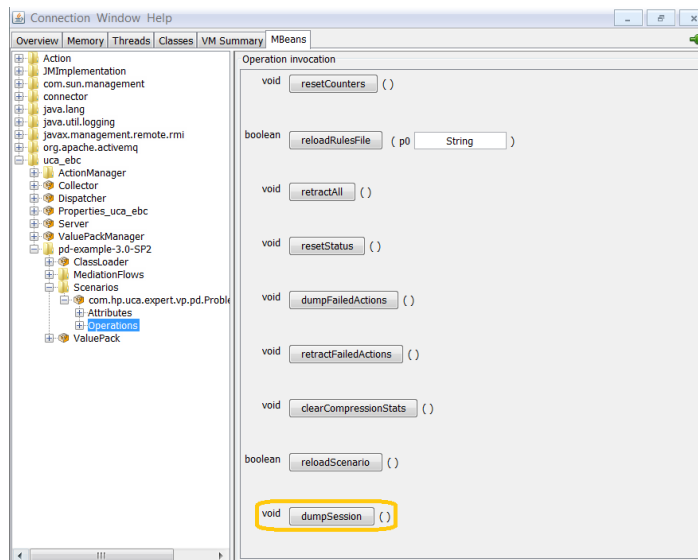 Connection Window Help
Overview Memory Threads Classes VM Summary MBeans
Action
JMImplementation
com.sun.management
connector
java.lang
java.util.logging
javax.management.remote.rmi
org.apache.activemq
uca_ebc
ActionManager
Collector
Dispatcher
Properties_uca_ebc
Server
ValuePackManager
pd-example-3.0-SP2
ClassLoader
MediationFlows
Scenarios
com.hp.uca.expert.vp.pd.Proble
Attributes
Operations
ValuePack
Operation invocation
void resetCounters ( )
boolean reloadRulesFile ( p0 String )
void retractAll ( )
void resetStatus ( )
void dumpFailedActions ( )
void retractFailedActions ( )
void clearCompressionStats ( )
boolean reloadScenario ( )
void dumpSession ( )